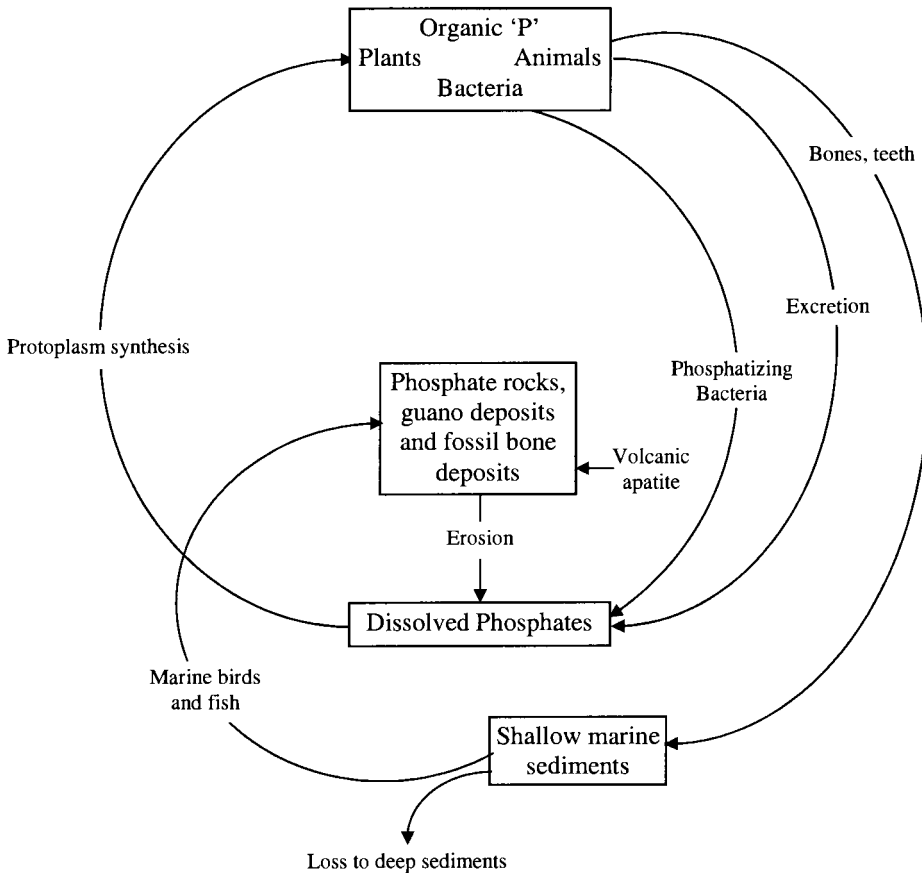 Organic ‘P’
Plants Animals
Bacteria
Bones, teeth
Excretion
Protoplasm synthesis
Phosphatizing
Bacteria
Phosphate rocks,
guano deposits
and fossil bone
deposits
Volcanic
apatite
Erosion
Dissolved Phosphates
Marine birds
and fish
Shallow marine
sediments
Loss to deep sediments